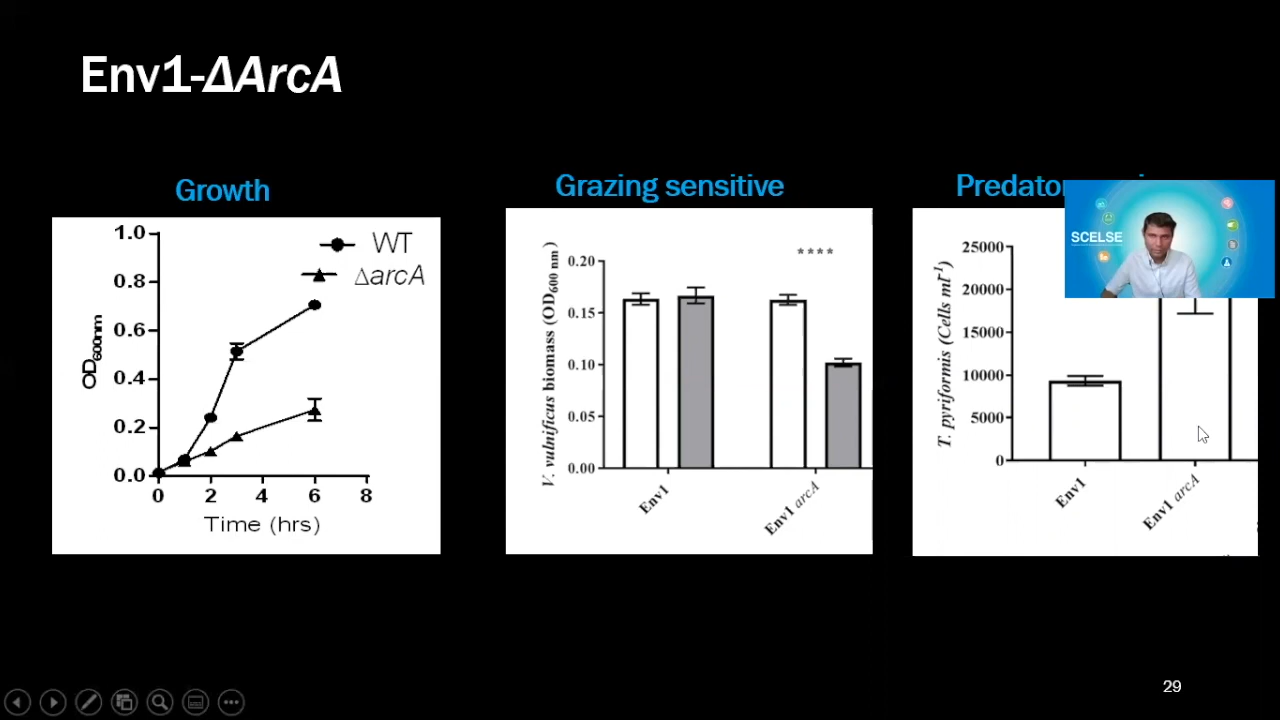 Env1-ΔArcA
Growth
1.0
0.8
0.6
0.4
0.2
0.0
OD600nm
0 2 4 6 8
Time (hrs)
WT
ΔarcA
Grazing sensitive
0.20
0.15
0.10
0.05
0.00
V. vulnificus biomass (OD600 nm)
****
Env1
Env1 arcA
25000
20000
15000
10000
5000
0
T. pyriformis (Cells ml-1)
Env1
Env1 arcA
SCELSE
29